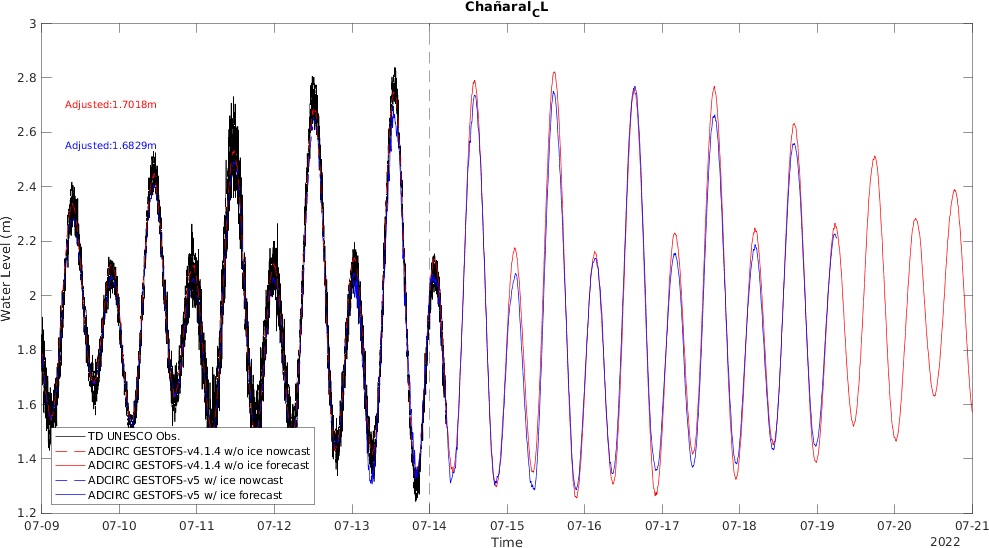 Chañaral_CL
3
2.8
2.6
2.4
2.2
2
1.8
1.6
1.4
1.2
Water Level (m)
Adjusted:1.7018m
Adjusted:1.6829m
TD UNESCO Obs.
ADCIRC GESTOFS-v4.1.4 w/o ice nowcast
ADCIRC GESTOFS-v4.1.4 w/o ice forecast
ADCIRC GESTOFS-v5 w/ ice nowcast
ADCIRC GESTOFS-v5 w/ ice forecast
07-09 07-10 07-11 07-12 07-13 07-14 07-15 07-16 07-17 07-18 07-19 07-20 07-21
Time
2022